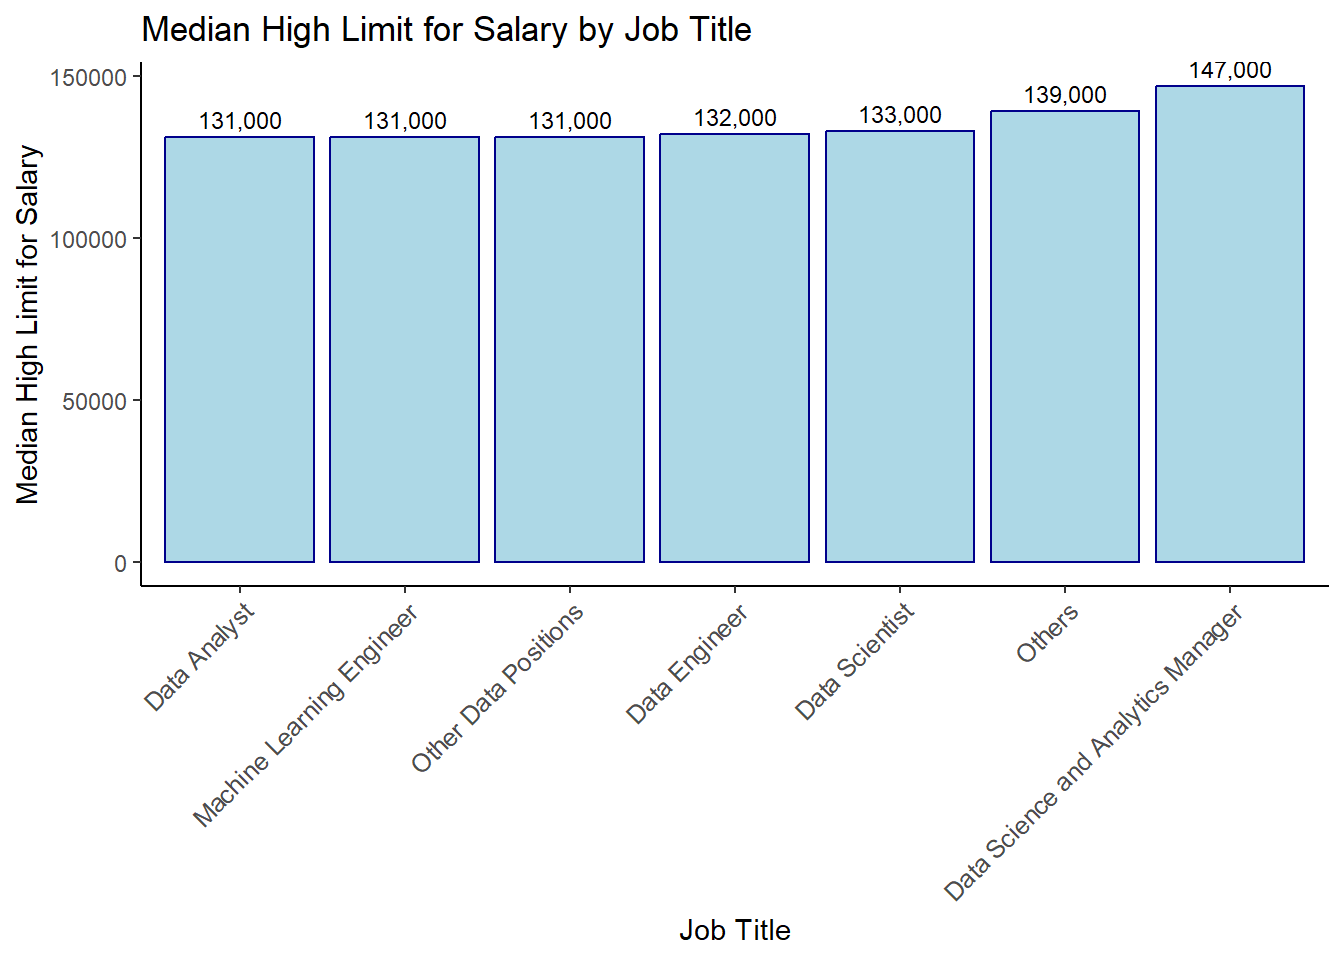 Median High Limit for Salary by Job Title
Median High Limit for Salary
150000
100000
50000
0
131,000
131,000
131,000
132,000
133,000
139,000
147,000
Data Analyst
Machine Learning Engineer
Other Data Positions
Data Engineer
Data Scientist
Others
Data Science and Analytics Manager
Job Title